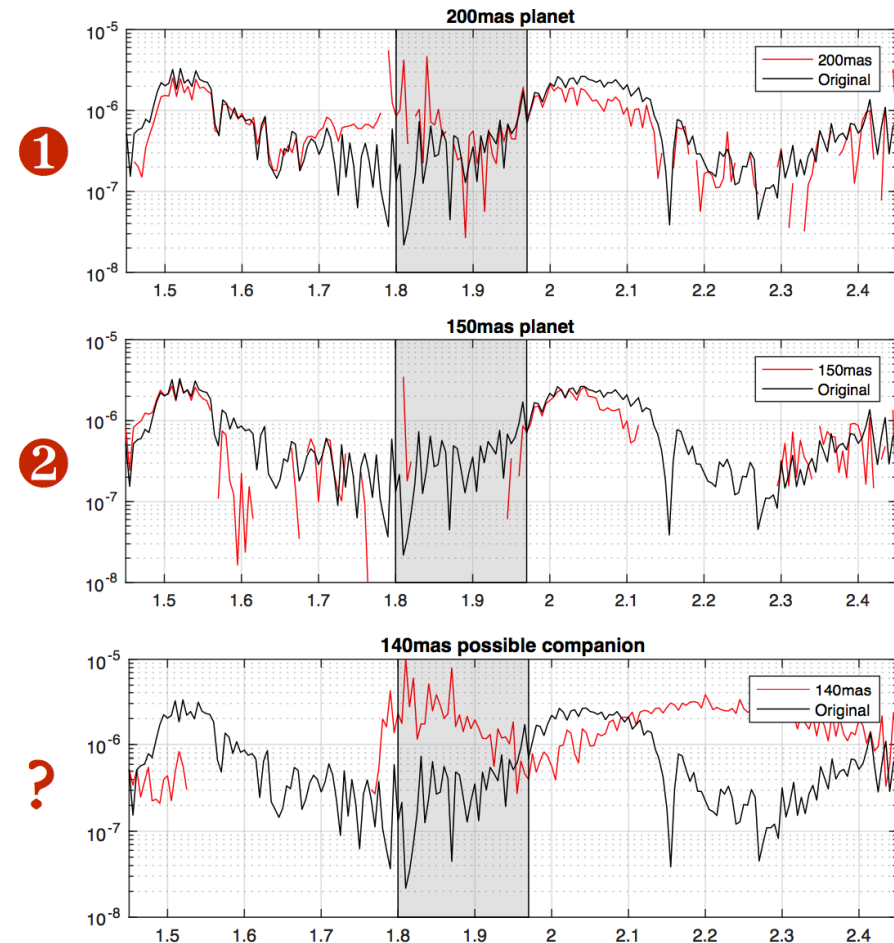 200mas planet
10^-5
10^-6
10^-7
10^-8
200mas
Original
1
1.5 1.6 1.7 1.8 1.9 2 2.1 2.2 2.3 2.4
150mas planet
10^-5
10^-6
10^-7
10^-8
150mas
Original
2
1.5 1.6 1.7 1.8 1.9 2 2.1 2.2 2.3 2.4
140mas possible companion
10^-5
10^-6
10^-7
10^-8
140mas
Original
?
1.5 1.6 1.7 1.8 1.9 2 2.1 2.2 2.3 2.4